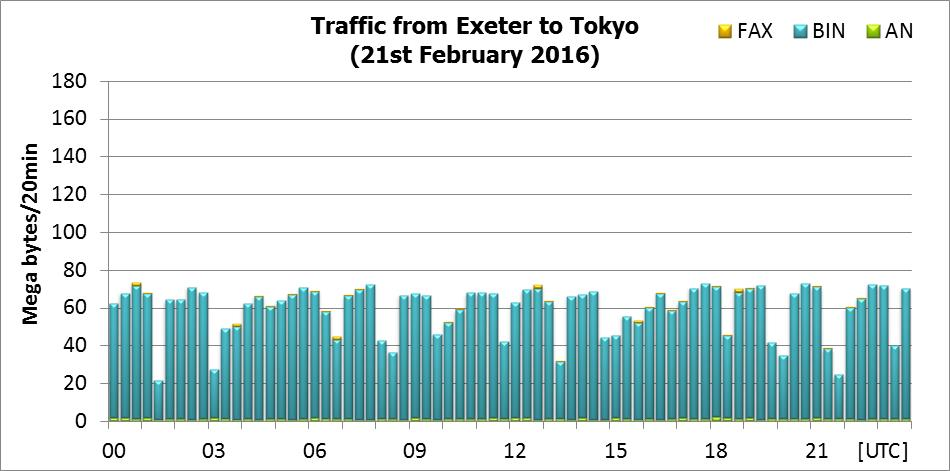 Traffic from Exeter to Tokyo
(21st February 2016)
FAX BIN AN
Mega bytes/20min
180
160
140
120
100
80
60
40
20
0
00 03 06 09 12 15 18 21 [UTC]